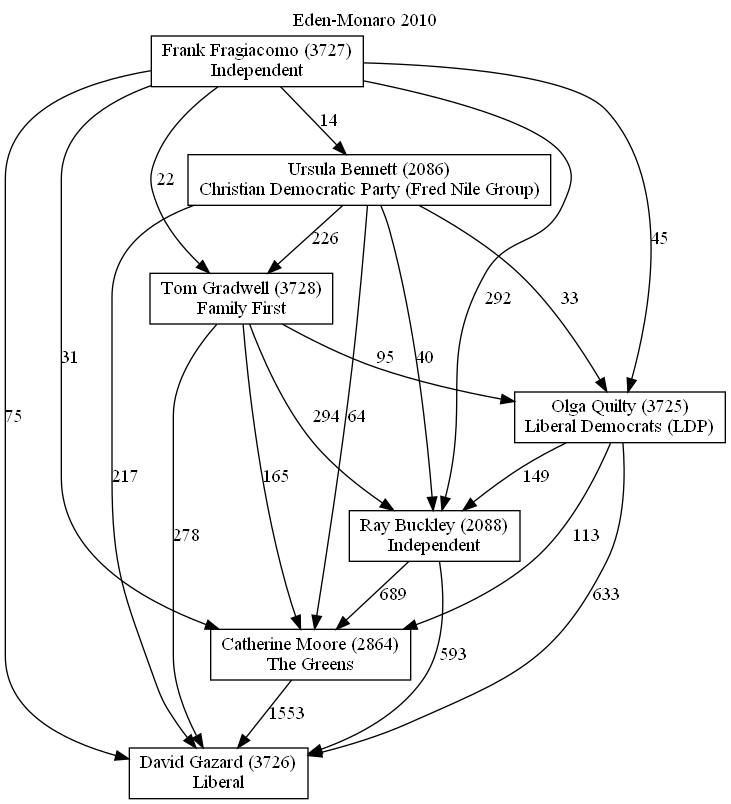 Eden-Monaro 2010
Frank Fragiacomo (3727)
Independent
14
Ursula Bennett (2086)
Christian Democratic Party (Fred Nile Group)
22
226
45
292
33
Tom Gradwell (3728)
Family First
31
40
95
75
294
64
Olga Quilty (3725)
Liberal Democrats (LDP)
217
165
149
Ray Buckley (2088)
Independent
278
113
689
633
Catherine Moore (2864)
The Greens
593
1553
David Gazard (3726)
Liberal